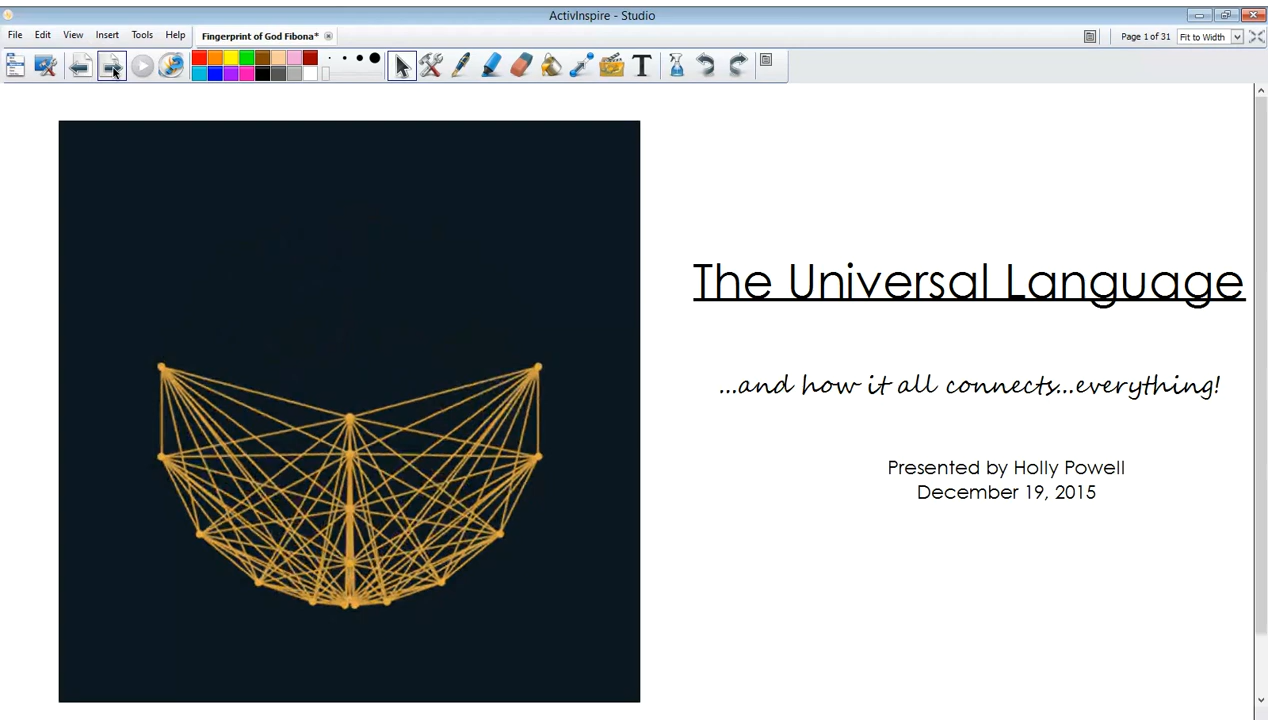 ActivInspire - Studio
File Edit View Insert Tools Help Fingerprint of God Fibona* Page 1 of 31 Fit to Width
T
The Universal Language
...and how it all connects...everything!
Presented by Holly Powell
December 19, 2015